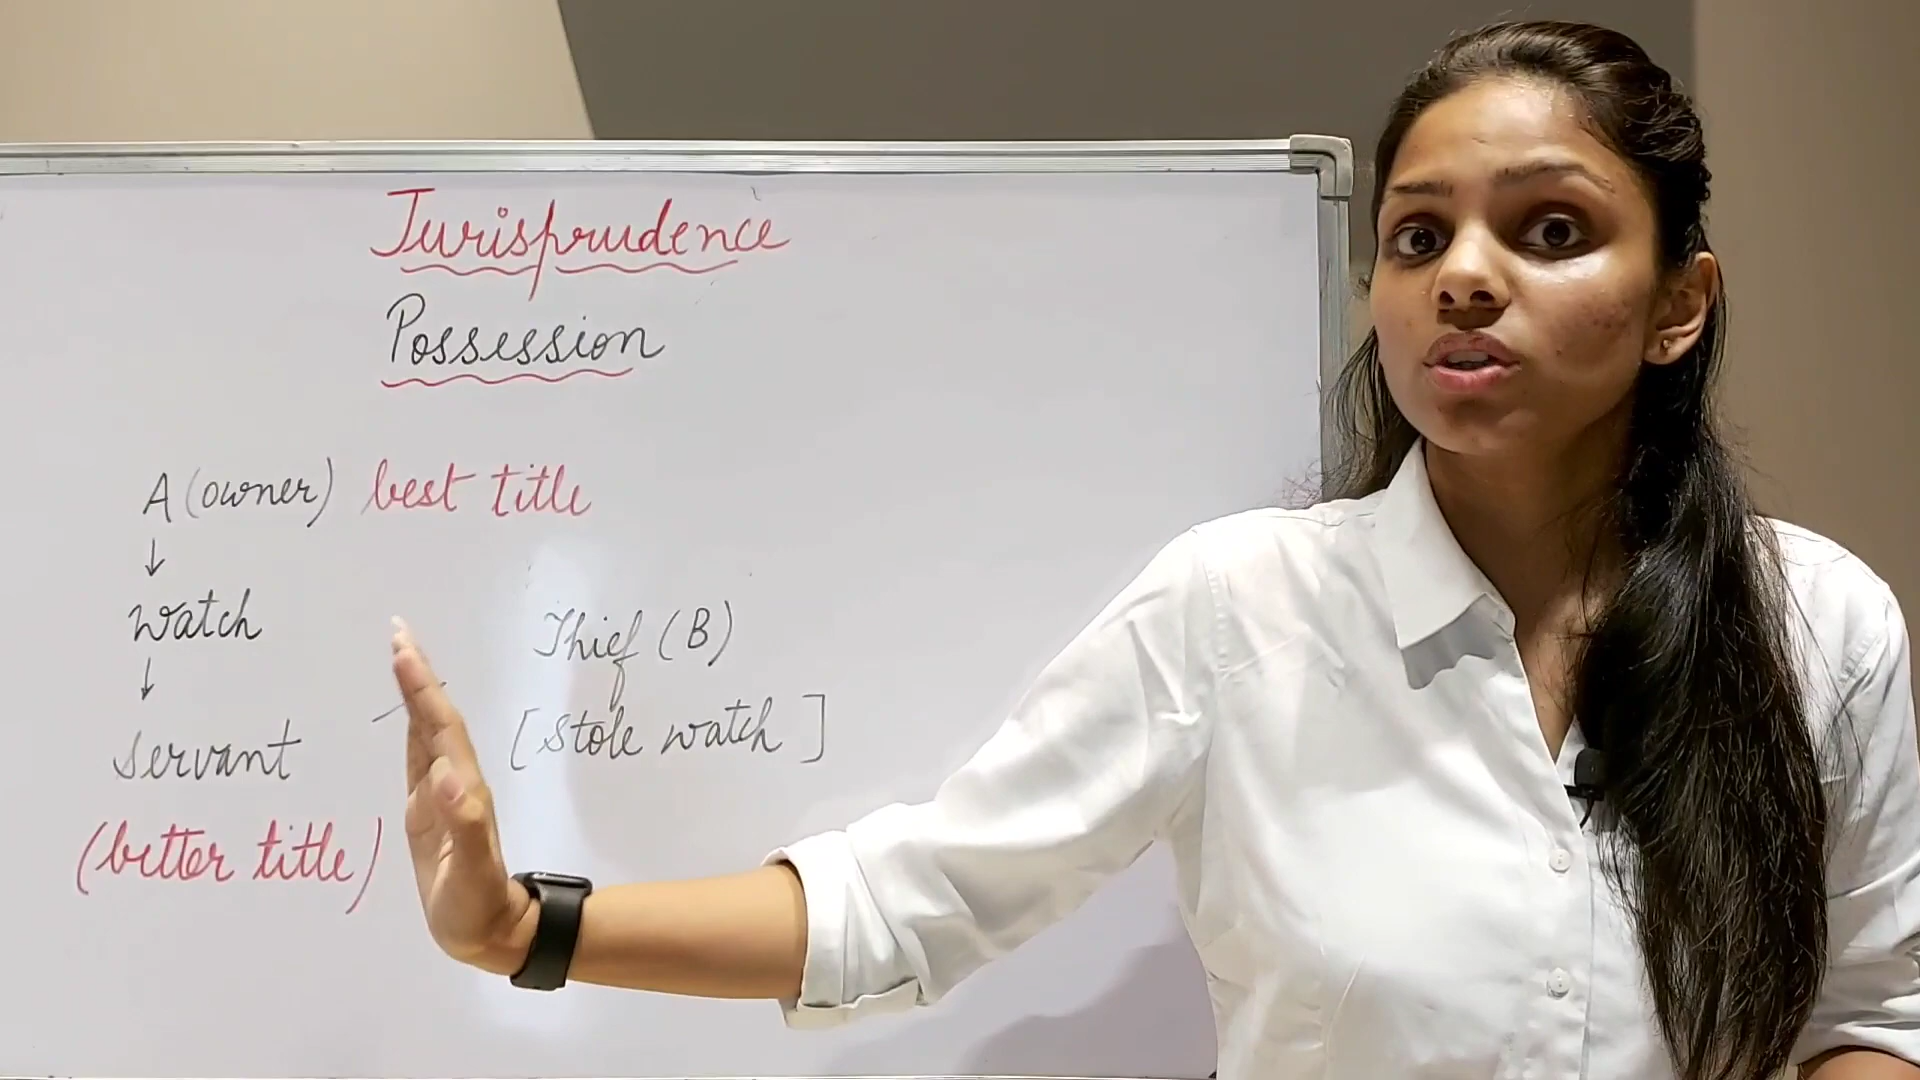 Jurisprudence
Possession
A (owner) best title
↓
Watch
↓
Servant
(better title)
Thief (B)
[Stole watch]